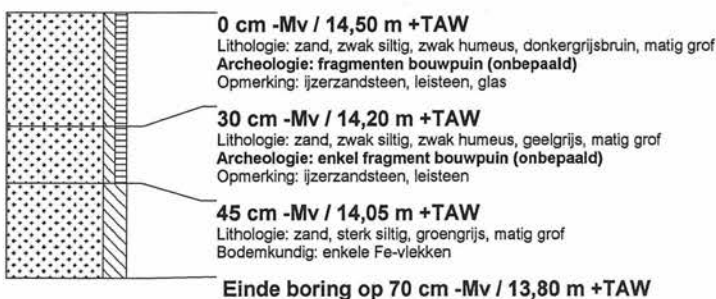 0 cm -Mv / 14,50 m +TAW
Lithologie: zand, zwak siltig, zwak humeus, donkergrijsbruin, matig grof
Archeologie: fragmenten bouwpuin (onbepaald)
Opmerking: ijzerzandsteen, leisteen, glas
30 cm -Mv / 14,20 m +TAW
Lithologie: zand, zwak siltig, zwak humeus, geelgrijs, matig grof
Archeologie: enkel fragment bouwpuin (onbepaald)
Opmerking: ijzerzandsteen, leisteen
45 cm -Mv / 14,05 m +TAW
Lithologie: zand, sterk siltig, groengrijs, matig grof
Bodemkundig: enkele Fe-vlekken
Einde boring op 70 cm -Mv / 13,80 m +TAW